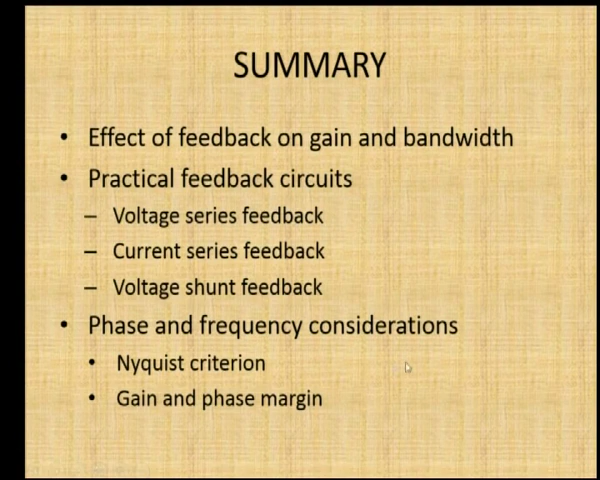 SUMMARY
• Effect of feedback on gain and bandwidth
• Practical feedback circuits
– Voltage series feedback
– Current series feedback
– Voltage shunt feedback
• Phase and frequency considerations
• Nyquist criterion
• Gain and phase margin